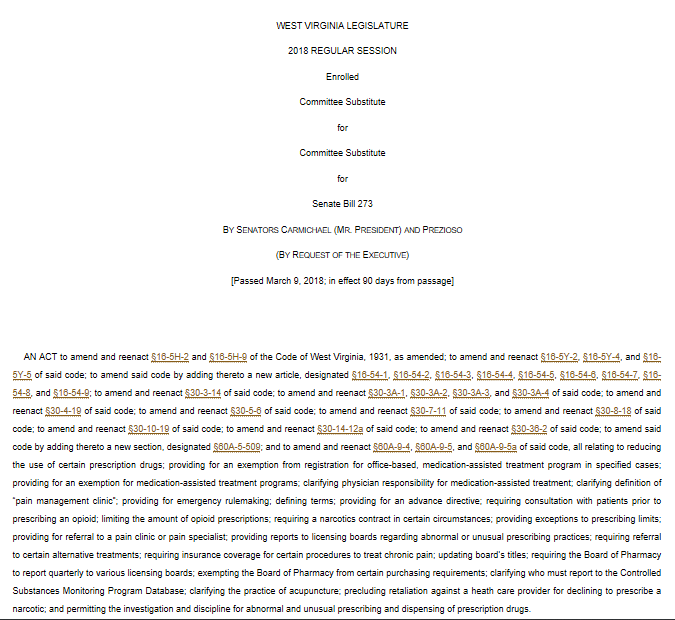 WEST VIRGINIA LEGISLATURE
2018 REGULAR SESSION
Enrolled
Committee Substitute
for
Committee Substitute
for
Senate Bill 273
BY SENATORS CARMICHAEL (MR. PRESIDENT) AND PREZIOSO
(BY REQUEST OF THE EXECUTIVE)
[Passed March 9, 2018; in effect 90 days from passage]
AN ACT to amend and reenact §16-5H-2 and §16-5H-9 of the Code of West Virginia, 1931, as amended; to amend and reenact §16-5Y-2, §16-5Y-4, and §16-
5Y-5 of said code; to amend said code by adding thereto a new article, designated §16-54-1, §16-54-2, §16-54-3, §16-54-4, §16-54-5, §16-54-6, §16-54-7, §16-
54-8, and §16-54-9; to amend and reenact §30-3-14 of said code; to amend and reenact §30-3A-1, §30-3A-2, §30-3A-3, and §30-3A-4 of said code; to amend and
reenact §30-4-19 of said code; to amend and reenact §30-5-6 of said code; to amend and reenact §30-7-11 of said code; to amend and reenact §30-8-18 of said
code; to amend and reenact §30-10-19 of said code; to amend and reenact §30-14-12a of said code; to amend and reenact §30-36-2 of said code; to amend said
code by adding thereto a new section, designated §60A-5-509; and to amend and reenact §60A-9-4, §60A-9-5, and §60A-9-5a of said code, all relating to reducing
the use of certain prescription drugs; providing for an exemption from registration for office-based, medication-assisted treatment program in specified cases;
providing for an exemption for medication-assisted treatment programs; clarifying physician responsibility for medication-assisted treatment; clarifying definition of
"pain management clinic"; providing for emergency rulemaking; defining terms; providing for an advance directive; requiring consultation with patients prior to
prescribing an opioid; limiting the amount of opioid prescriptions; requiring a narcotics contract in certain circumstances; providing exceptions to prescribing limits;
providing for referral to a pain clinic or pain specialist; providing reports to licensing boards regarding abnormal or unusual prescribing practices; requiring referral
to certain alternative treatments; requiring insurance coverage for certain procedures to treat chronic pain; updating board's titles; requiring the Board of Pharmacy
to report quarterly to various licensing boards; exempting the Board of Pharmacy from certain purchasing requirements; clarifying who must report to the Controlled
Substances Monitoring Program Database; clarifying the practice of acupuncture; precluding retaliation against a heath care provider for declining to prescribe a
narcotic; and permitting the investigation and discipline for abnormal and unusual prescribing and dispensing of prescription drugs.